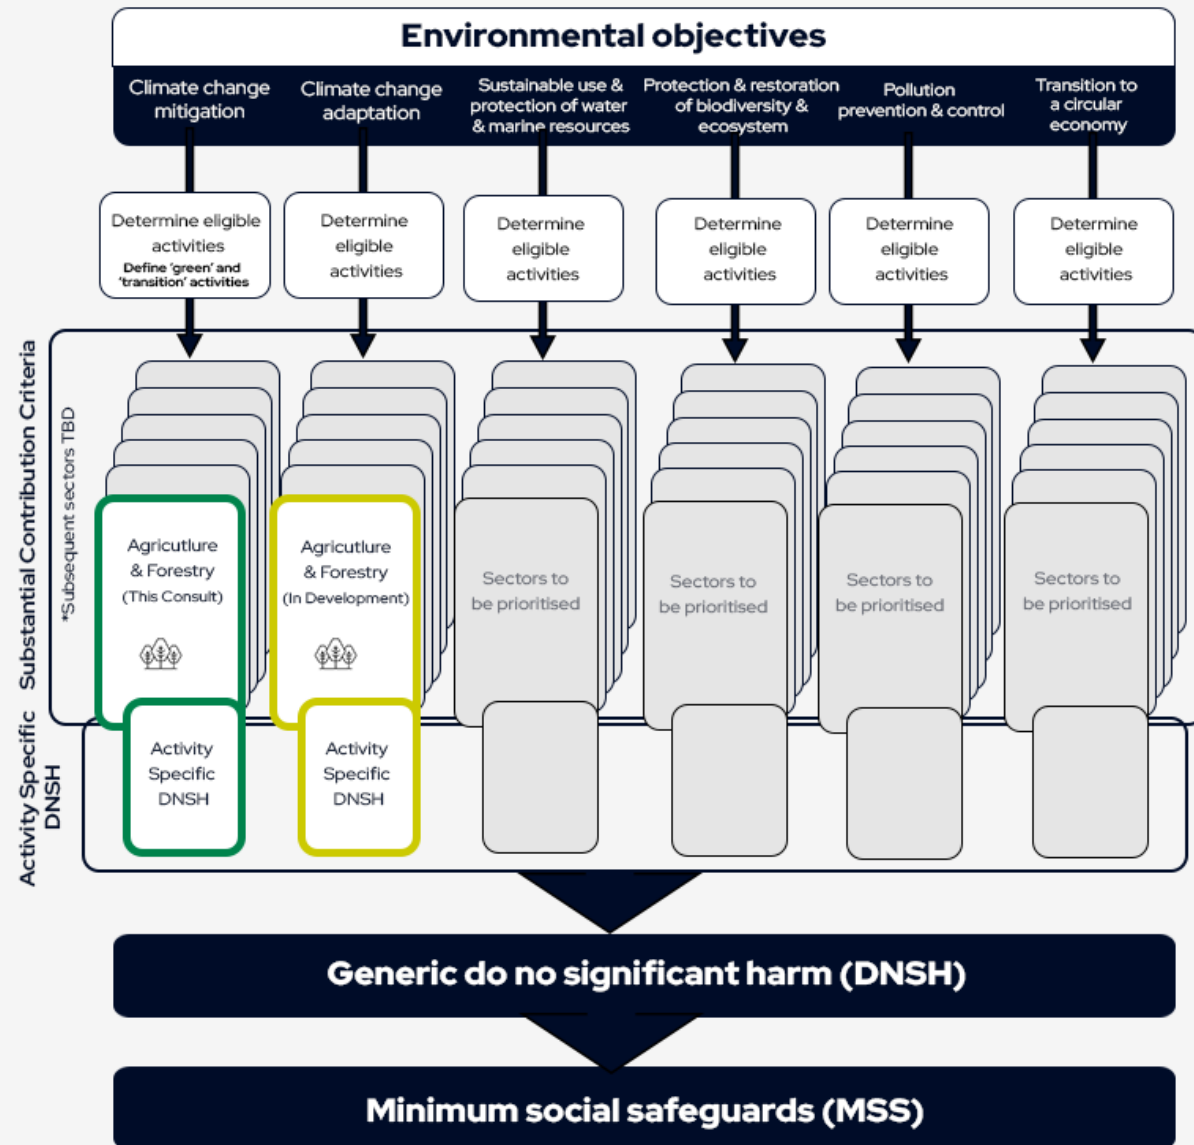 Environmental objectives
Climate change
mitigation
Climate change
adaptation
Sustainable use &
protection of water
& marine resources
Protection & restoration
of biodiversity &
ecosystem
Pollution
prevention & control
Transition to
a circular
economy
Determine eligible
activities
Define 'green' and
'transition' activities
Determine
eligible
activities
Determine
eligible
activities
Determine
eligible
activities
Determine
eligible
activities
Determine
eligible
activities
Substantial Contribution Criteria
*Subsequent sectors TBD
Agricutlure
& Forestry
(This Consult)
Agricutlure
& Forestry
(In Development)
Sectors to
be prioritised
Sectors to
be prioritised
Sectors to
be prioritised
Sectors to
be prioritised
Activity Specific
DNSH
Activity
Specific
DNSH
Activity
Specific
DNSH
Generic do no significant harm (DNSH)
Minimum social safeguards (MSS)